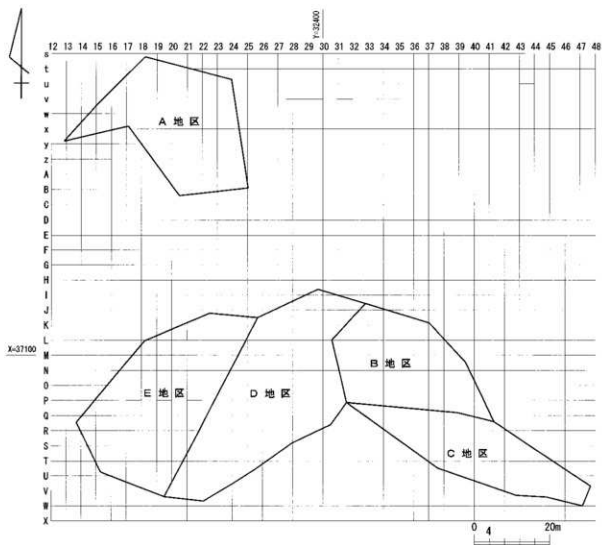 Y=32400
12 13 14 15 16 17 18 19 20 21 22 23 24 25 26 27 28 29 30 31 32 33 34 35 36 37 38 39 40 41 42 43 44 45 46 47 48
s
t
u
v
w
x
A 地区
y
z
A
B
C
D
E
F
G
H
I
J
K
L
X=37100
M
B 地区
N
O
E 地区
D 地区
P
Q
R
S
C 地区
T
U
V
W
X
0 20m
4